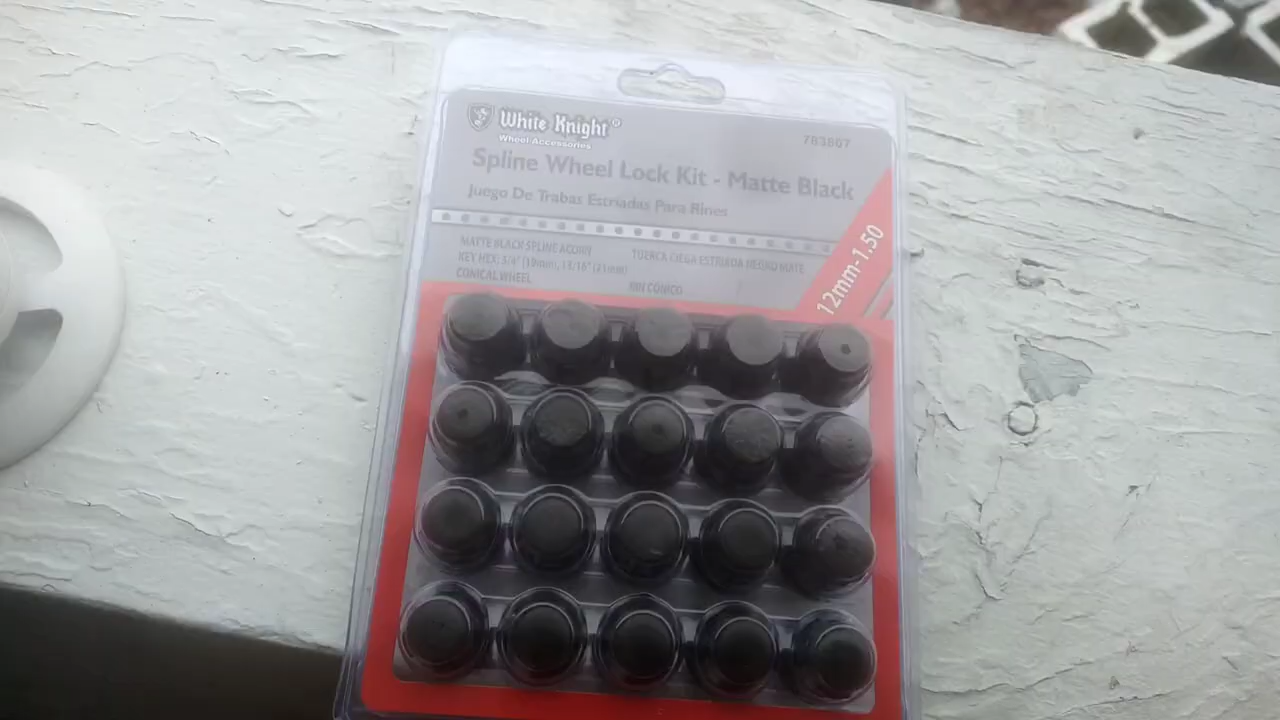 White Knight®
Wheel Accessories
783807
Spline Wheel Lock Kit - Matte Black
Juego De Trabas Estriadas Para Rines
MATTE BLACK SPLINE ACORN
KEY HEX: 3/4" (19mm), 13/16" (21mm)
CONICAL WHEEL
TUERCA CIEGA ESTRIADA NEGRO MATE
RIN CÓNICO
12mm-1.50